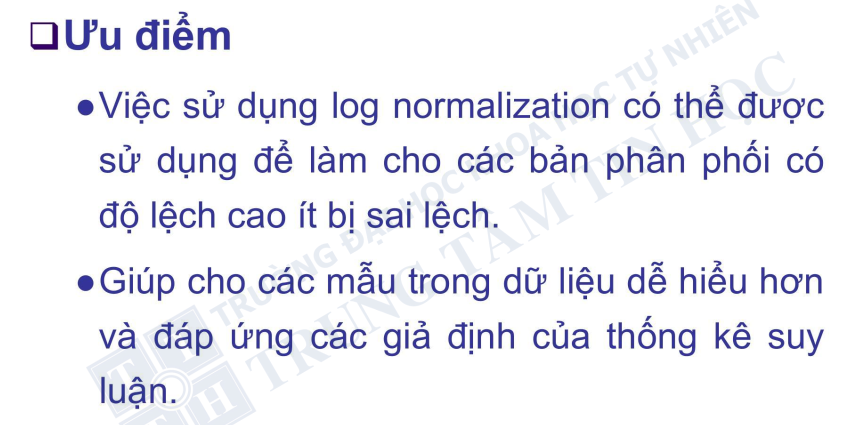 ❑Ưu điểm
●Việc sử dụng log normalization có thể được
sử dụng để làm cho các bản phân phối có
độ lệch cao ít bị sai lệch.
●Giúp cho các mẫu trong dữ liệu dễ hiểu hơn
và đáp ứng các giả định của thống kê suy
luận.
TRƯỜNG ĐẠI HỌC KHOA HỌC TỰ NHIÊN
TRUNG TÂM TIN HỌC